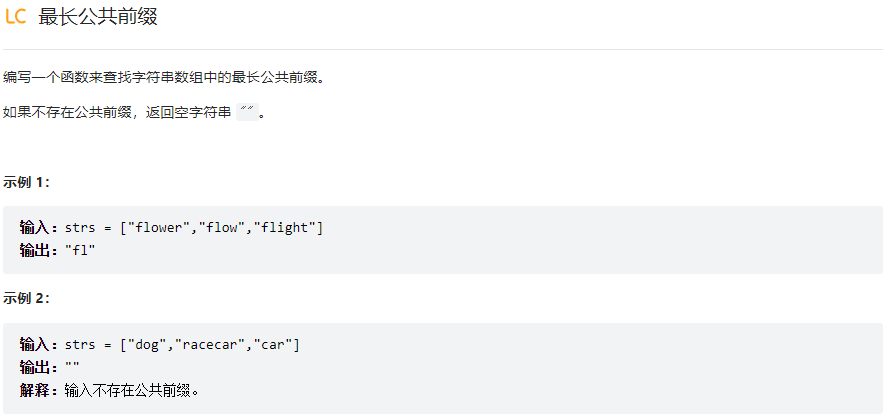 LC 最长公共前缀
编写一个函数来查找字符串数组中的最长公共前缀。
如果不存在公共前缀，返回空字符串 ""。
示例 1：
输入：strs = ["flower","flow","flight"]
输出："fl"
示例 2：
输入：strs = ["dog","racecar","car"]
输出：""
解释：输入不存在公共前缀。